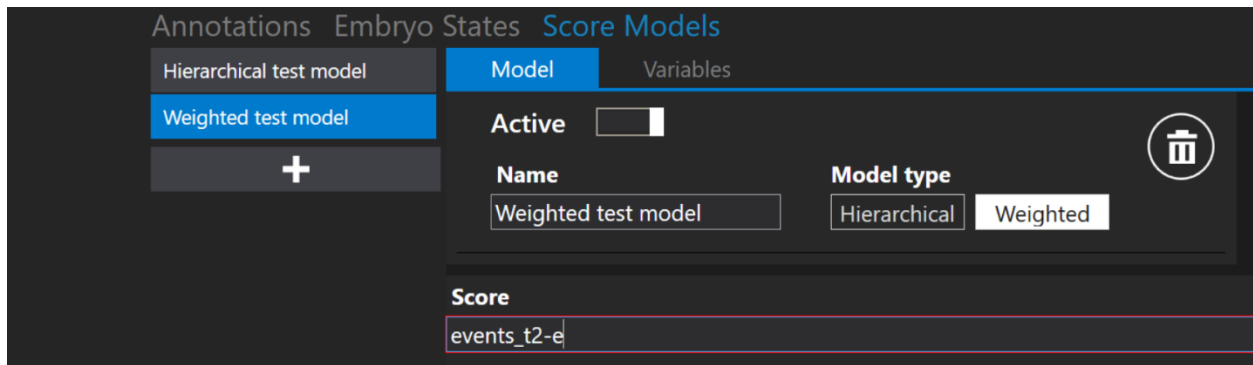 Annotations Embryo States Score Models
Hierarchical test model
Weighted test model
Model Variables
Active
Name Model type
Weighted test model Hierarchical Weighted
Score
events_t2-e